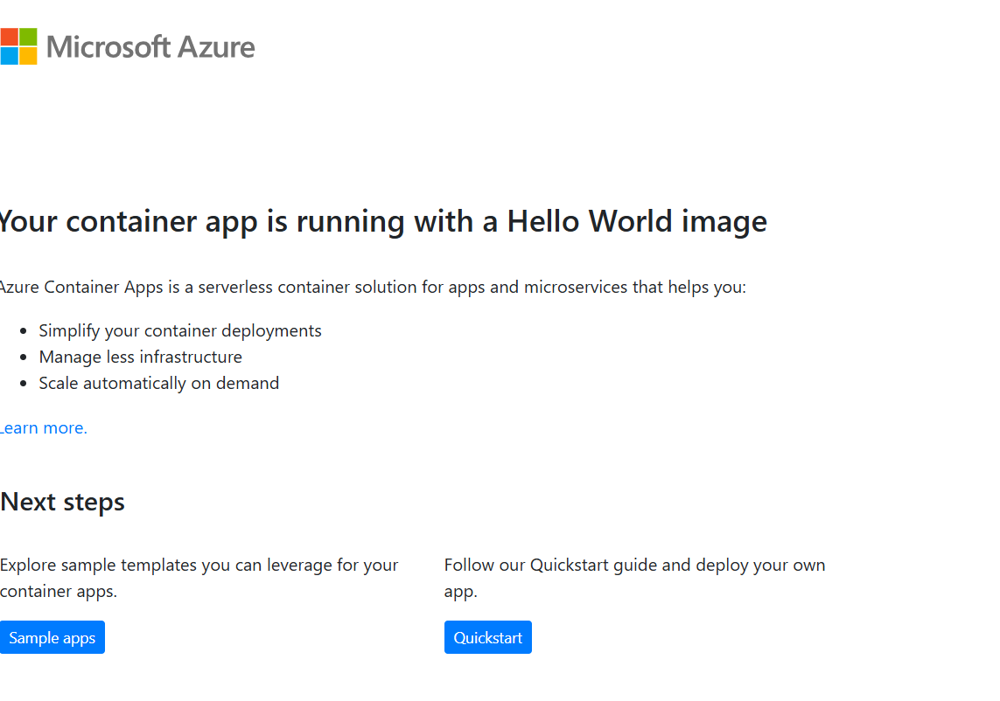 Microsoft Azure
Your container app is running with a Hello World image
Azure Container Apps is a serverless container solution for apps and microservices that helps you:
• Simplify your container deployments
• Manage less infrastructure
• Scale automatically on demand
Learn more.
Next steps
Explore sample templates you can leverage for your
container apps.
Sample apps
Follow our Quickstart guide and deploy your own
app.
Quickstart